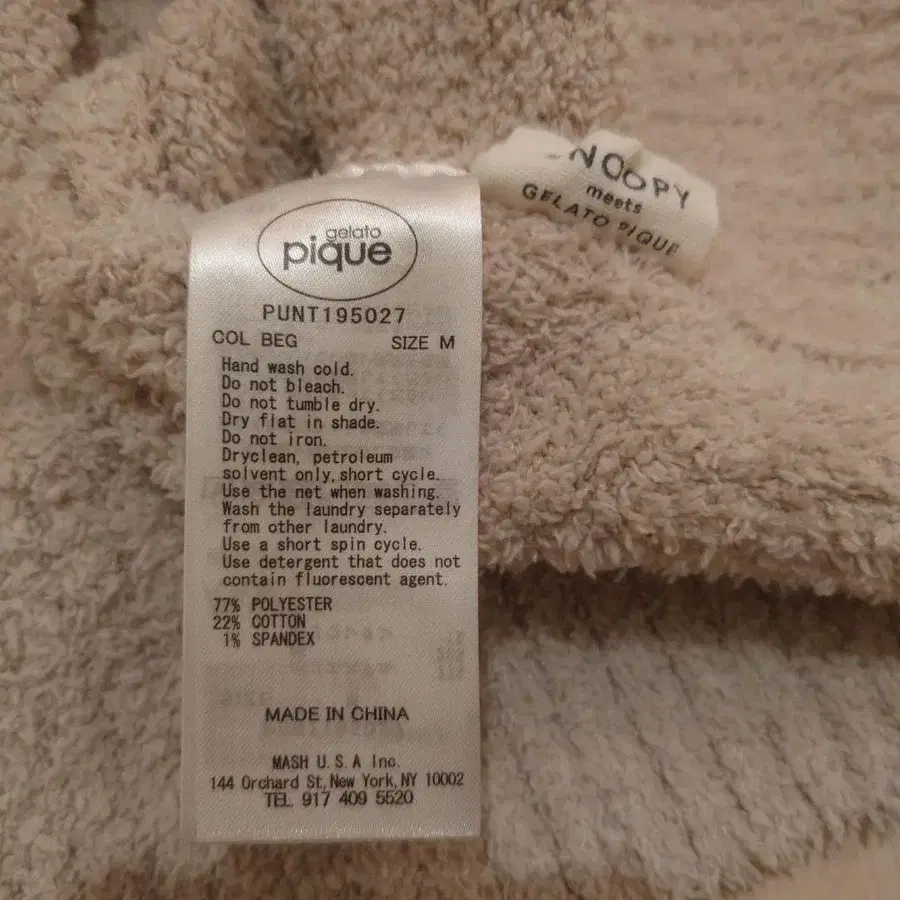 gelato
pique
PUNT195027
COL BEG SIZE M
Hand wash cold.
Do not bleach.
Do not tumble dry.
Dry flat in shade.
Do not iron.
Dryclean, petroleum
solvent only,short cycle.
Use the net when washing.
Wash the laundry separately
from other laundry.
Use a short spin cycle.
Use detergent that does not
contain fluorescent agent.
77% POLYESTER
22% COTTON
1% SPANDEX
MADE IN CHINA
MASH U.S.A Inc.
144 Orchard St,New York,NY 10002
TEL 917 409 5520
NOOPY
meets
GELATO PIQUE